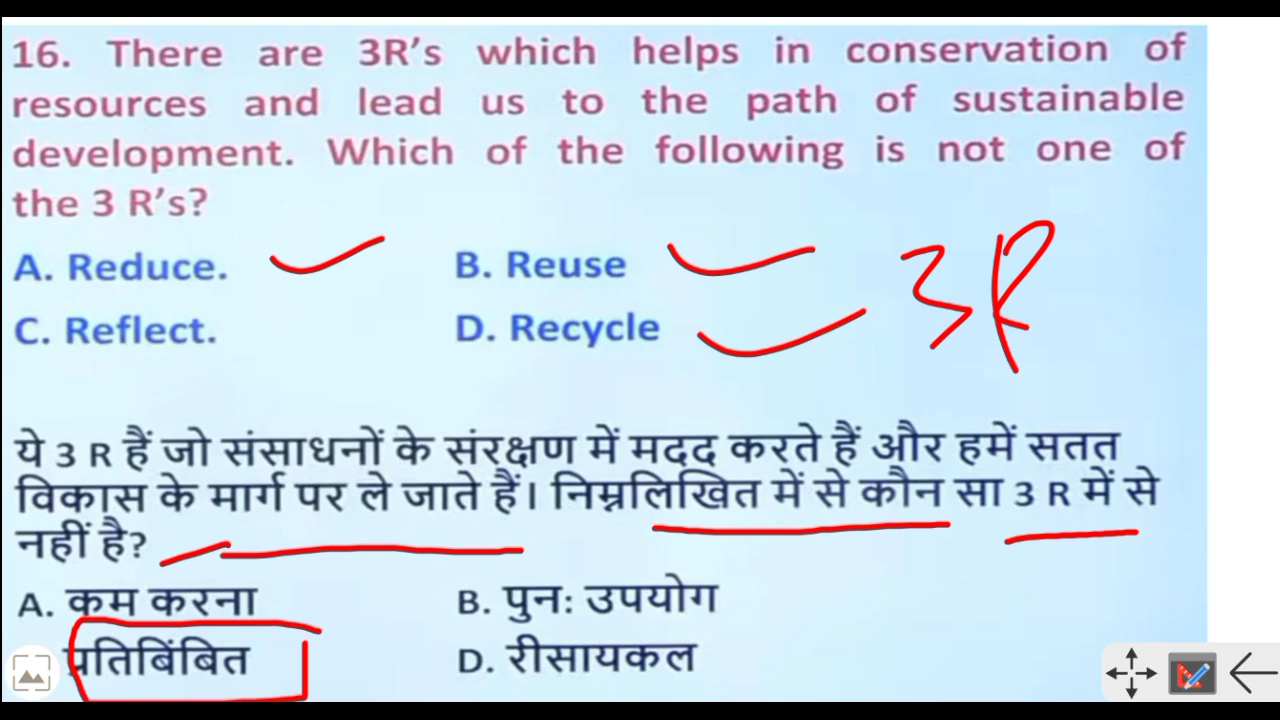 16. There are 3R's which helps in conservation of
resources and lead us to the path of sustainable
development. Which of the following is not one of
the 3 R's?
A. Reduce. B. Reuse
C. Reflect. D. Recycle
3R
ये 3 R हैं जो संसाधनों के संरक्षण में मदद करते हैं और हमें सतत
विकास के मार्ग पर ले जाते हैं। निम्नलिखित में से कौन सा 3 R में से
नहीं है?
A. कम करना B. पुन: उपयोग
प्रतिबिंबित D. रीसायकल